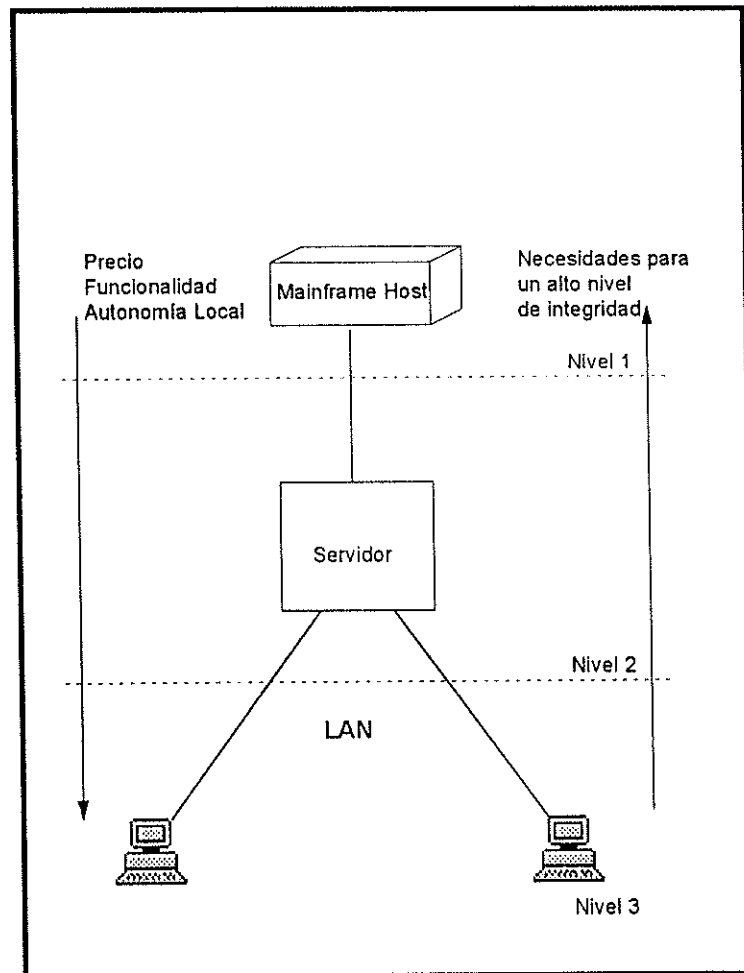 Precio
Funcionalidad
Autonomía Local
Mainframe Host
Necesidades para
un alto nivel
de integridad
Nivel 1
Servidor
Nivel 2
LAN
Nivel 3